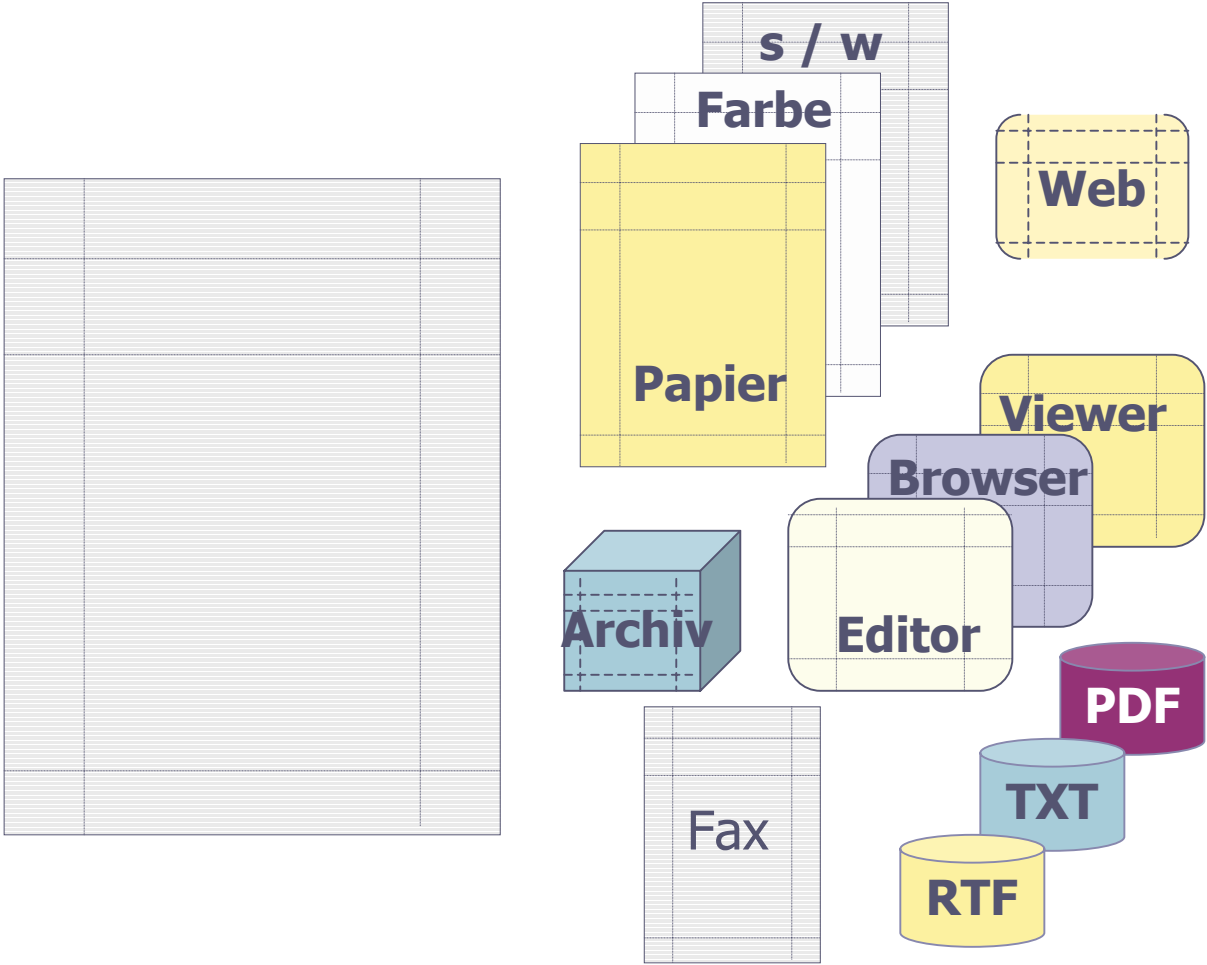 s / w
Farbe
Web
Papier
Viewer
Browser
Archiv
Editor
PDF
TXT
Fax
RTF